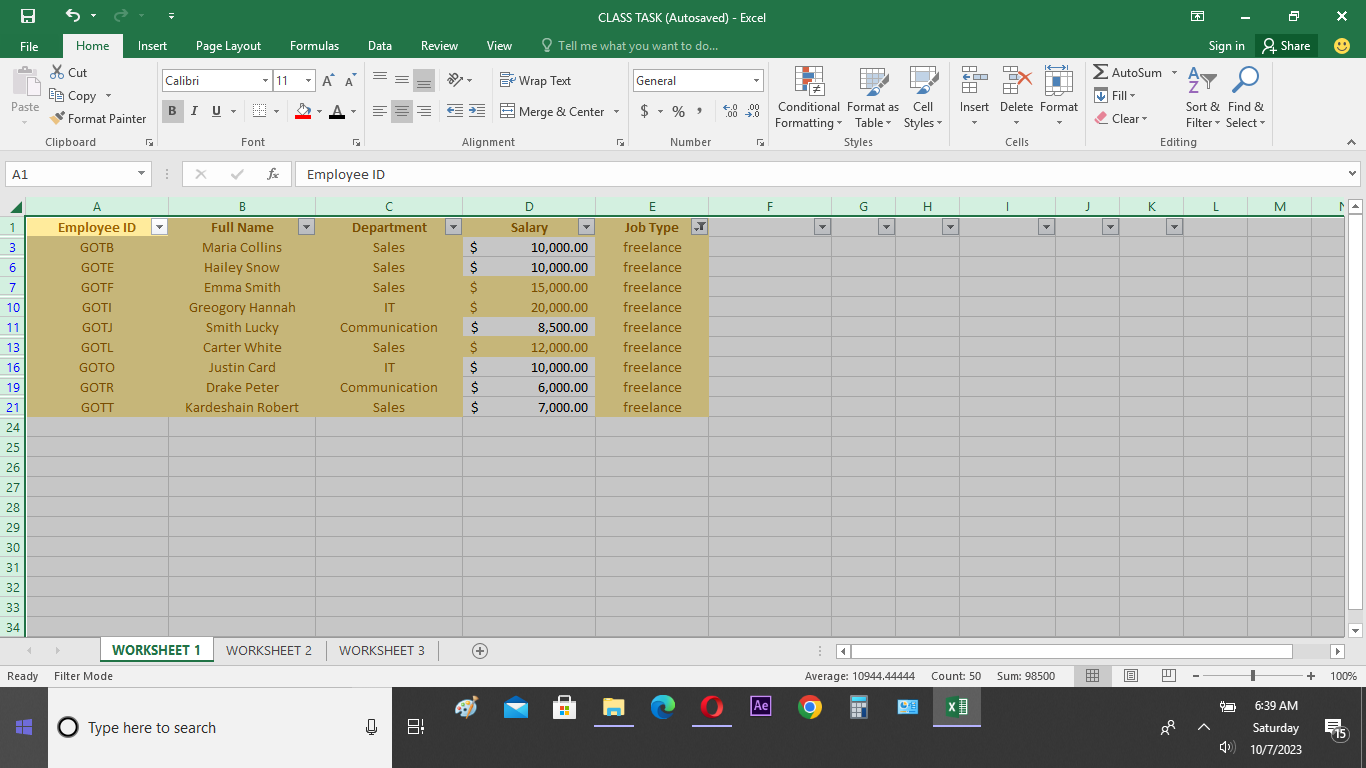 CLASS TASK (Autosaved) - Excel
File Home Insert Page Layout Formulas Data Review View Tell me what you want to do... Sign in Share
Paste Cut Copy Format Painter
Calibri 11
B I U A
Wrap Text
Merge & Center
General
$ % , .00 .0
Conditional Formatting Format as Table Cell Styles
Insert Delete Format
AutoSum Fill Clear
Sort & Filter Find & Select
Clipboard Font Alignment Number Styles Cells Editing
A1 fx Employee ID
A B C D E F G H I J K L M
1 Employee ID Full Name Department Salary Job Type
3 GOTB Maria Collins Sales $ 10,000.00 freelance
6 GOTE Hailey Snow Sales $ 10,000.00 freelance
7 GOTF Emma Smith Sales $ 15,000.00 freelance
10 GOTI Greogory Hannah IT $ 20,000.00 freelance
11 GOTJ Smith Lucky Communication $ 8,500.00 freelance
13 GOTL Carter White Sales $ 12,000.00 freelance
16 GOTO Justin Card IT $ 10,000.00 freelance
19 GOTR Drake Peter Communication $ 6,000.00 freelance
21 GOTT Kardeshain Robert Sales $ 7,000.00 freelance
24
25
26
27
28
29
30
31
32
33
34
WORKSHEET 1 WORKSHEET 2 WORKSHEET 3
Ready Filter Mode Average: 10944.44444 Count: 50 Sum: 98500 100%
Type here to search
Ae
6:39 AM
Saturday
10/7/2023
15